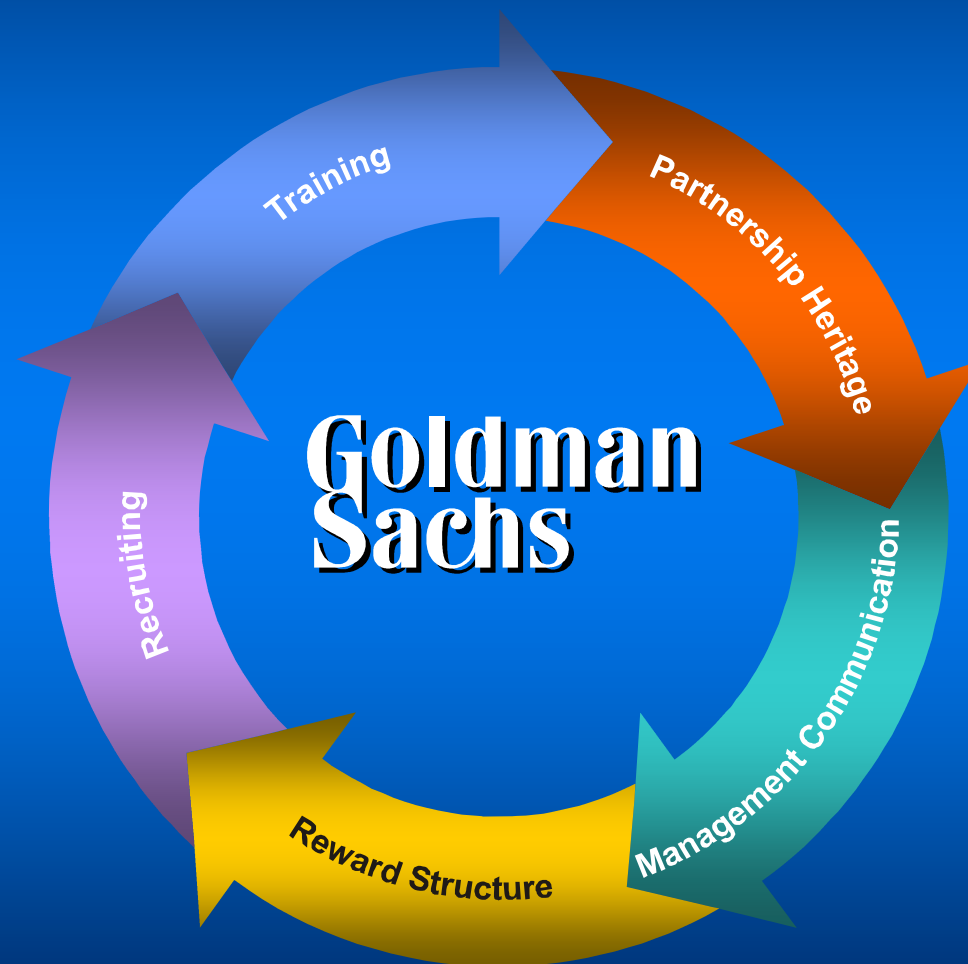 Training
Partnership Heritage
Goldman
Sachs
Recruiting
Management Communication
Reward Structure